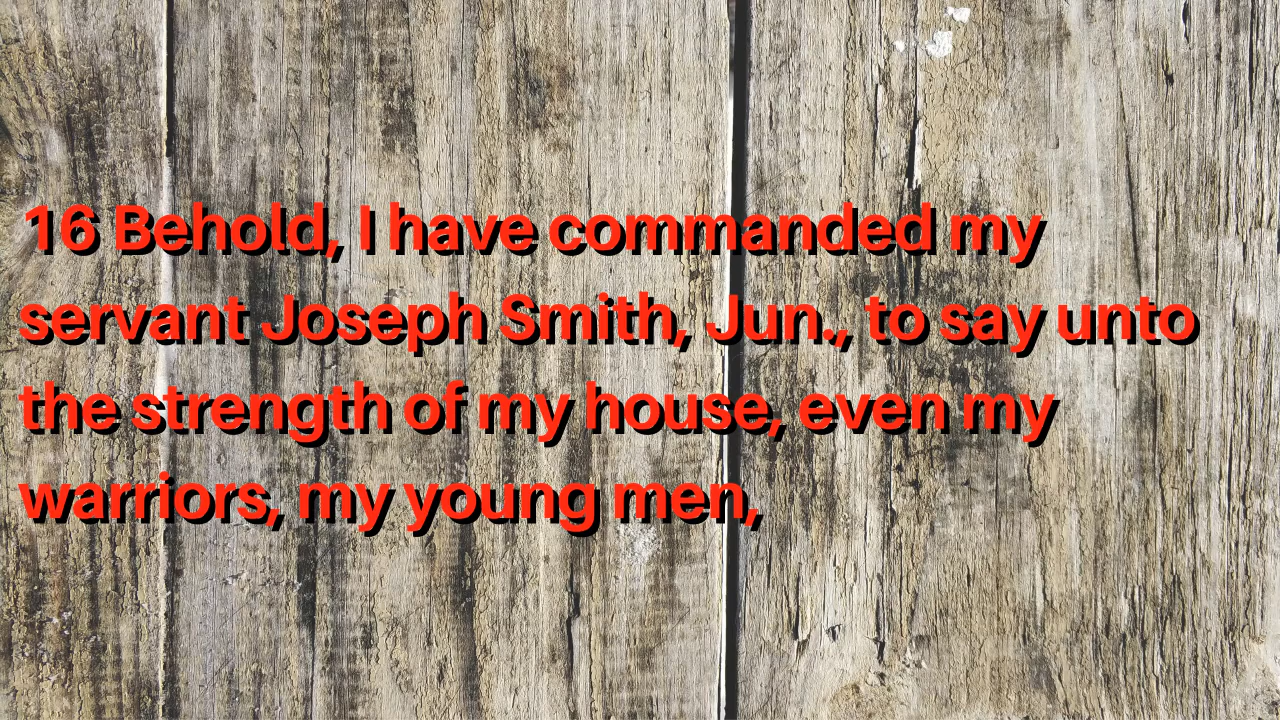 16 Behold, I have commanded my
servant Joseph Smith, Jun., to say unto
the strength of my house, even my
warriors, my young men,